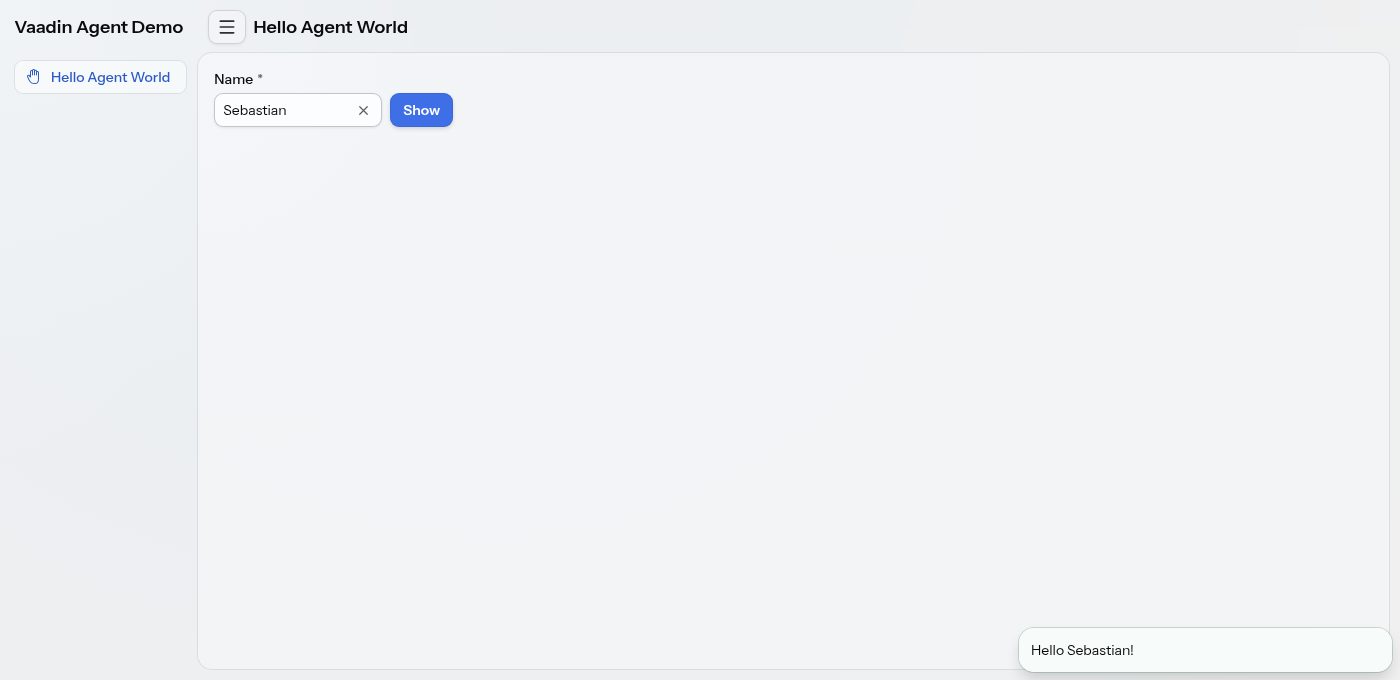 Vaadin Agent Demo
Hello Agent World
Hello Agent World
Name *
Sebastian
Show
Hello Sebastian!